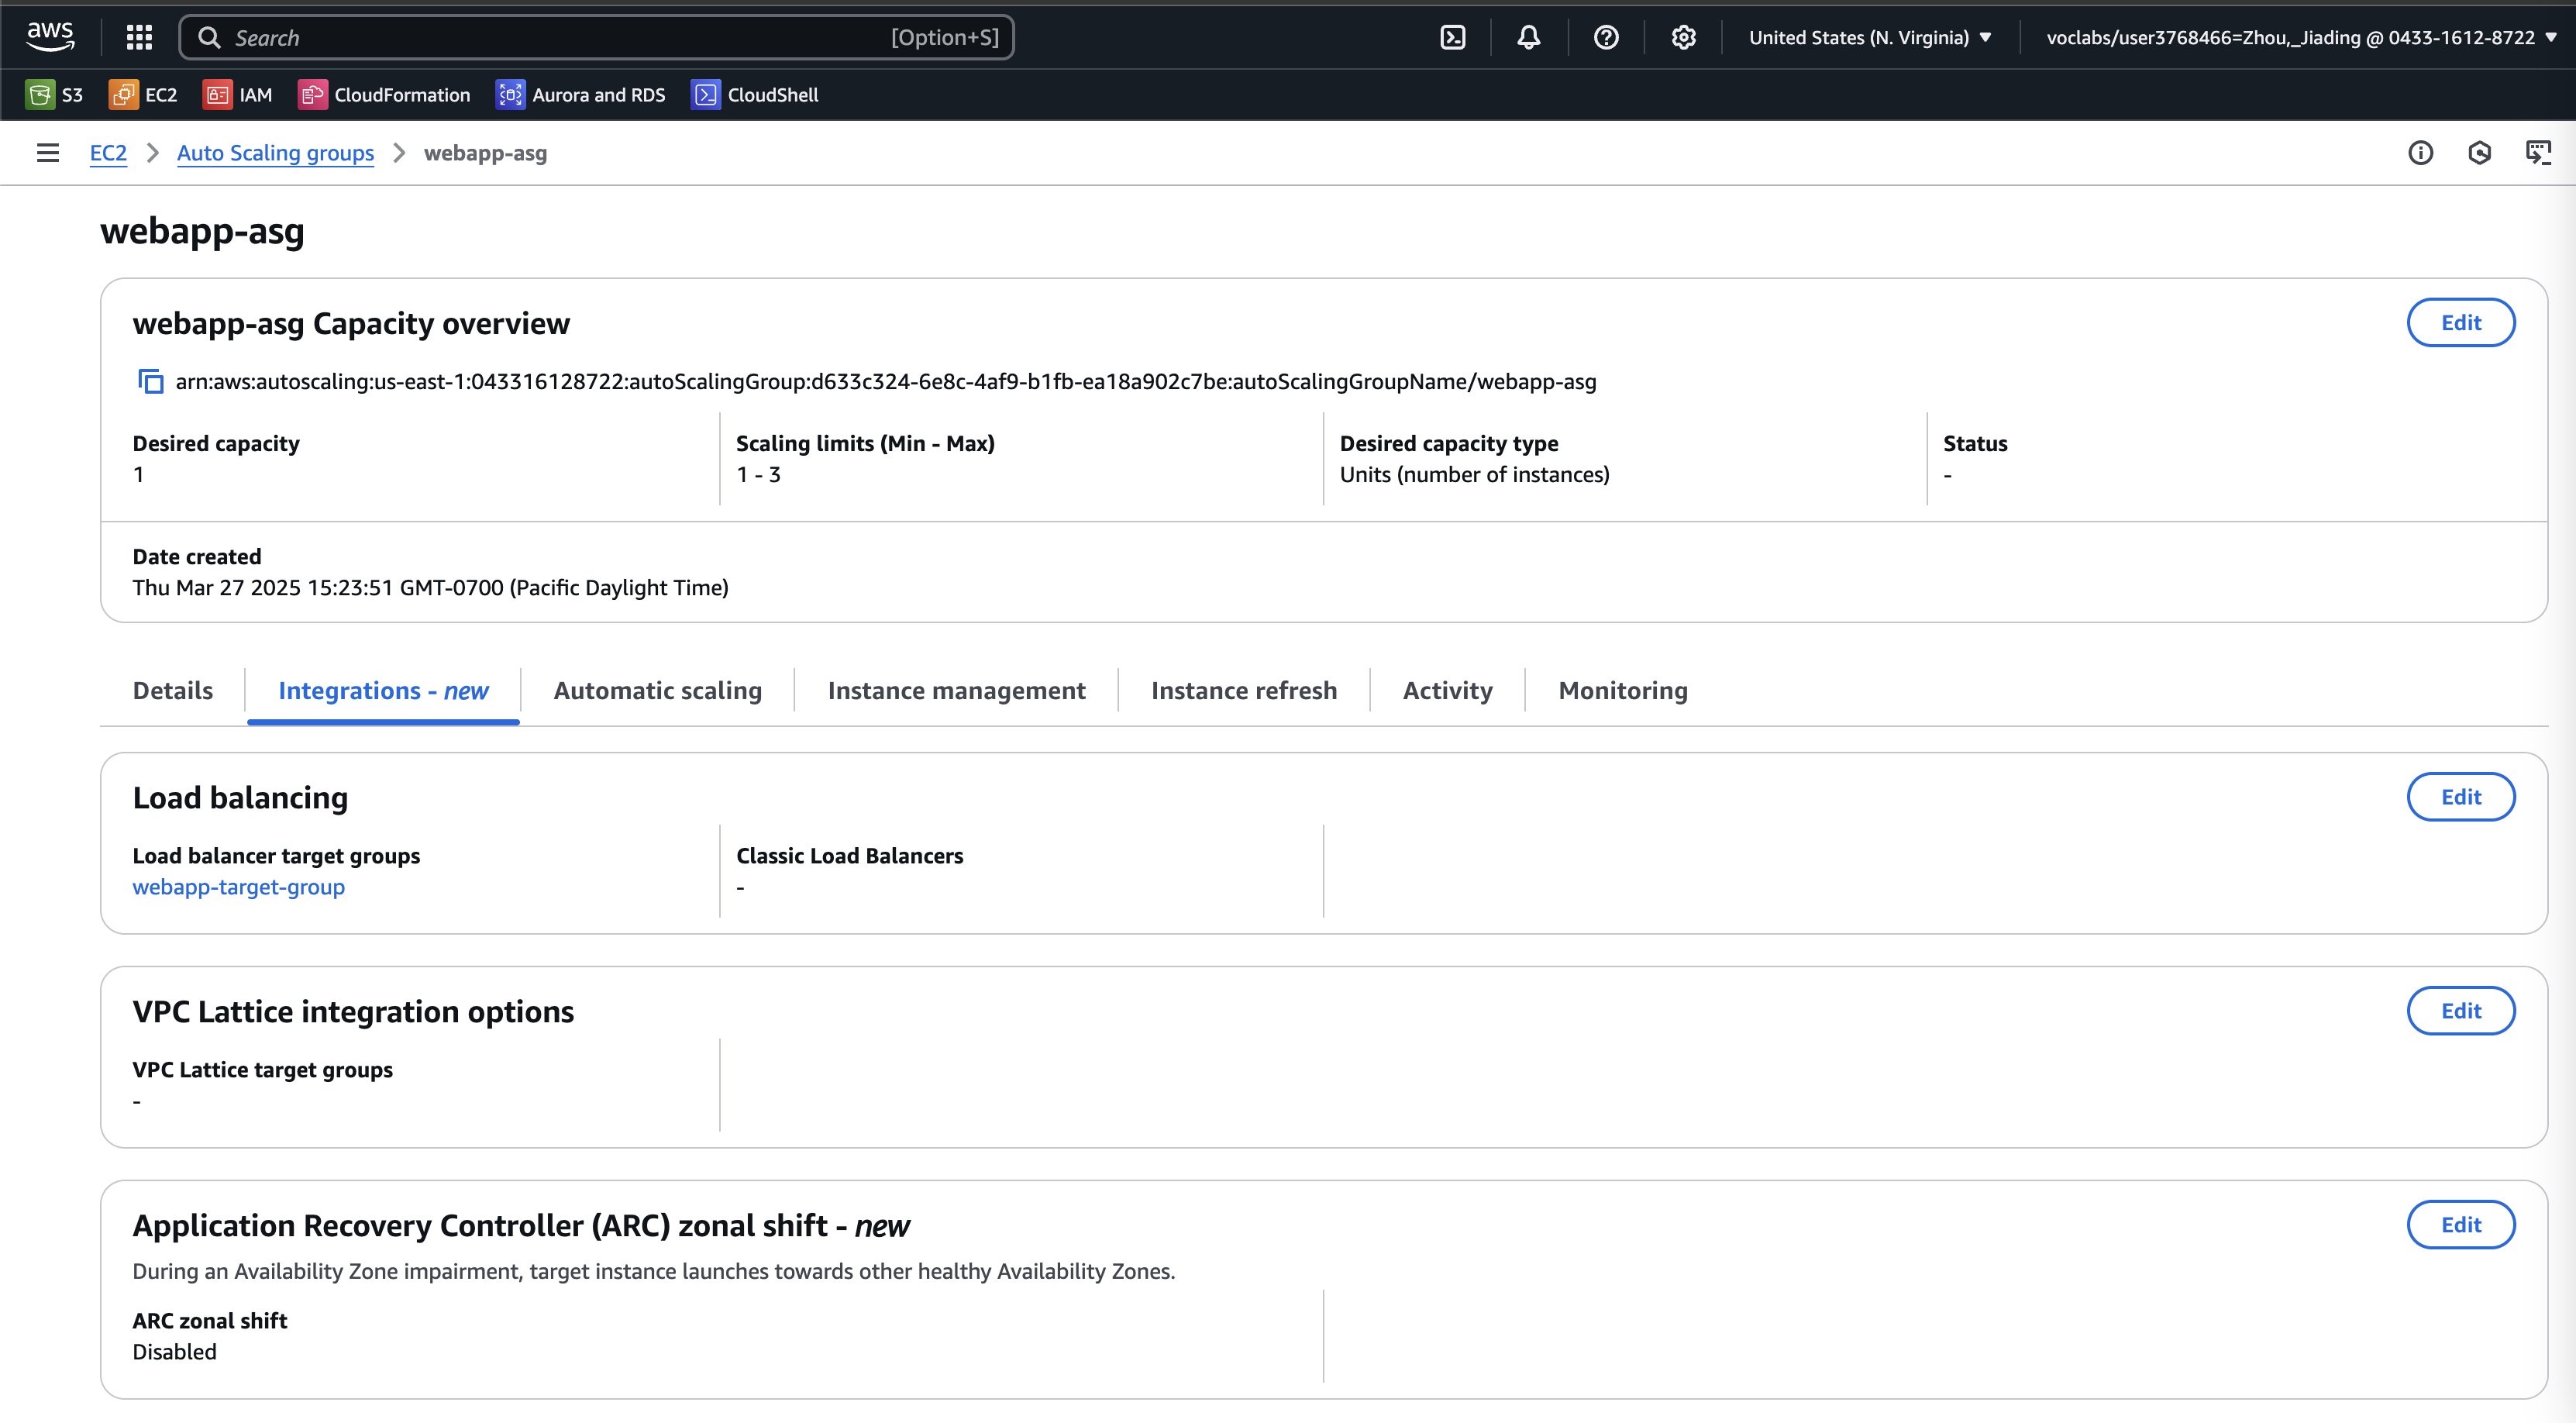 aws
Search [Option+S]
United States (N. Virginia) voclabs/user3768466=Zhou,_Jiading @ 0433-1612-8722
S3 EC2 IAM CloudFormation Aurora and RDS CloudShell
EC2 Auto Scaling groups webapp-asg
webapp-asg
webapp-asg Capacity overview
Edit
arn:aws:autoscaling:us-east-1:043316128722:autoScalingGroup:d633c324-6e8c-4af9-b1fb-ea18a902c7be:autoScalingGroupName/webapp-asg
Desired capacity
1
Scaling limits (Min - Max)
1 - 3
Desired capacity type
Units (number of instances)
Status
-
Date created
Thu Mar 27 2025 15:23:51 GMT-0700 (Pacific Daylight Time)
Details Integrations - new Automatic scaling Instance management Instance refresh Activity Monitoring
Load balancing
Edit
Load balancer target groups
webapp-target-group
Classic Load Balancers
-
VPC Lattice integration options
Edit
VPC Lattice target groups
-
Application Recovery Controller (ARC) zonal shift - new
Edit
During an Availability Zone impairment, target instance launches towards other healthy Availability Zones.
ARC zonal shift
Disabled